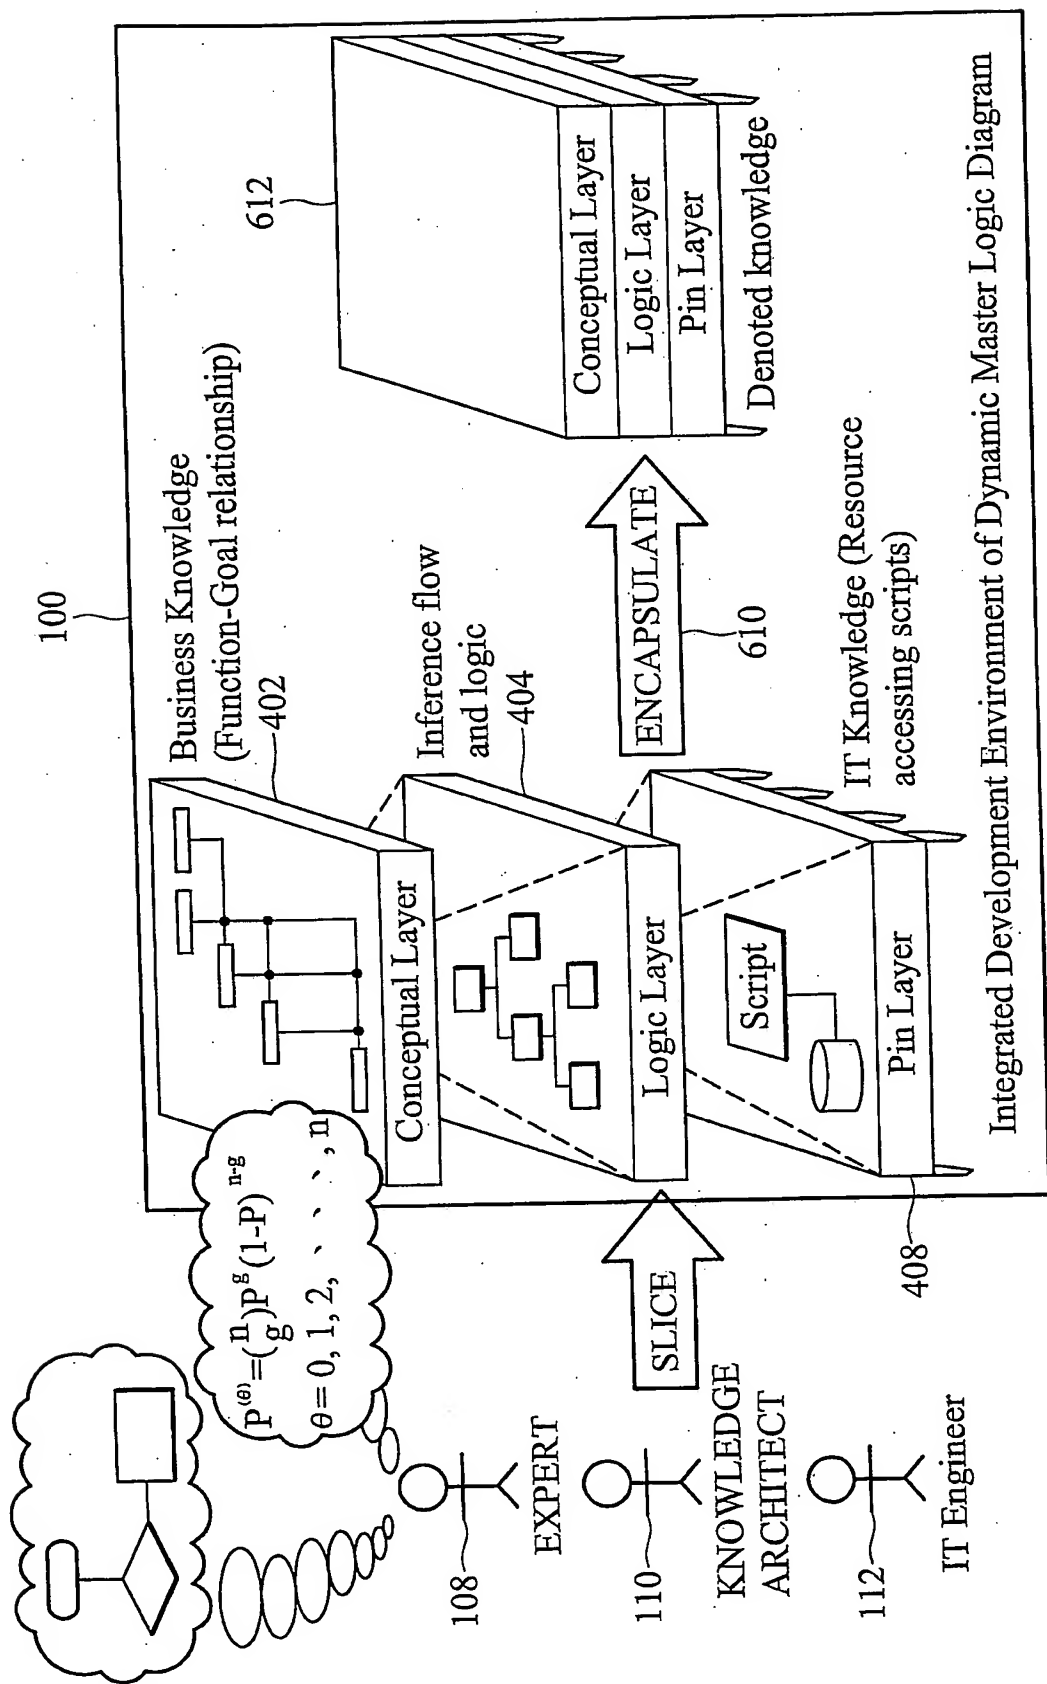 100
Business Knowledge
(Function-Goal relationship)
402
612
P(θ)=(n g)P^g(1-P)^n-g
θ= 0, 1, 2, 、、、、, n
Conceptual Layer
Inference flow
and logic
404
Logic Layer
Script
Pin Layer
408
IT Knowledge (Resource
accessing scripts)
SLICE
ENCAPSULATE
610
Conceptual Layer
Logic Layer
Pin Layer
Denoted knowledge
108
EXPERT
110
KNOWLEDGE
ARCHITECT
112
IT Engineer
Integrated Development Environment of Dynamic Master Logic Diagram